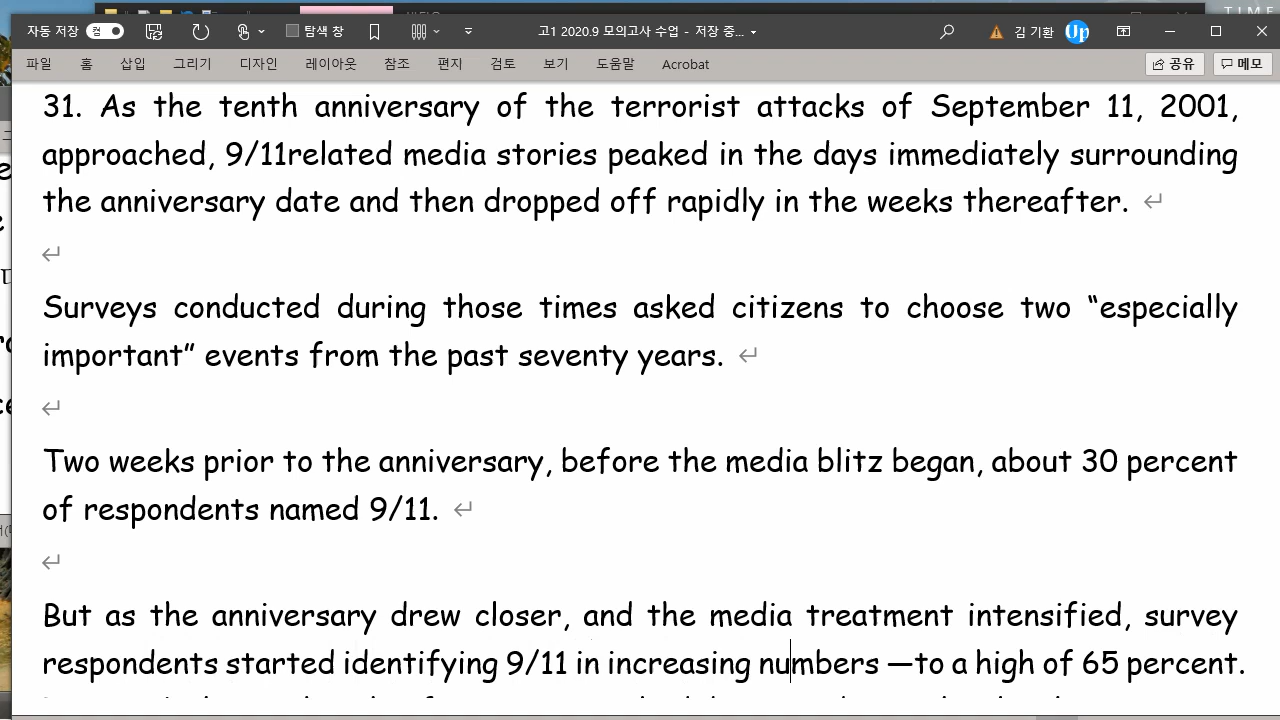 TIME
자동 저장 컴 탐색 창 고1 2020.9 모의고사 수업 - 저장 중... 김 기환 Up
파일 홈 삽입 그리기 디자인 레이아웃 참조 편지 검토 보기 도움말 Acrobat 공유 메모
31. As the tenth anniversary of the terrorist attacks of September 11, 2001,
approached, 9/11related media stories peaked in the days immediately surrounding
the anniversary date and then dropped off rapidly in the weeks thereafter. ↵
↵
Surveys conducted during those times asked citizens to choose two “especially
important” events from the past seventy years. ↵
↵
Two weeks prior to the anniversary, before the media blitz began, about 30 percent
of respondents named 9/11. ↵
↵
But as the anniversary drew closer, and the media treatment intensified, survey
respondents started identifying 9/11 in increasing numbers —to a high of 65 percent.